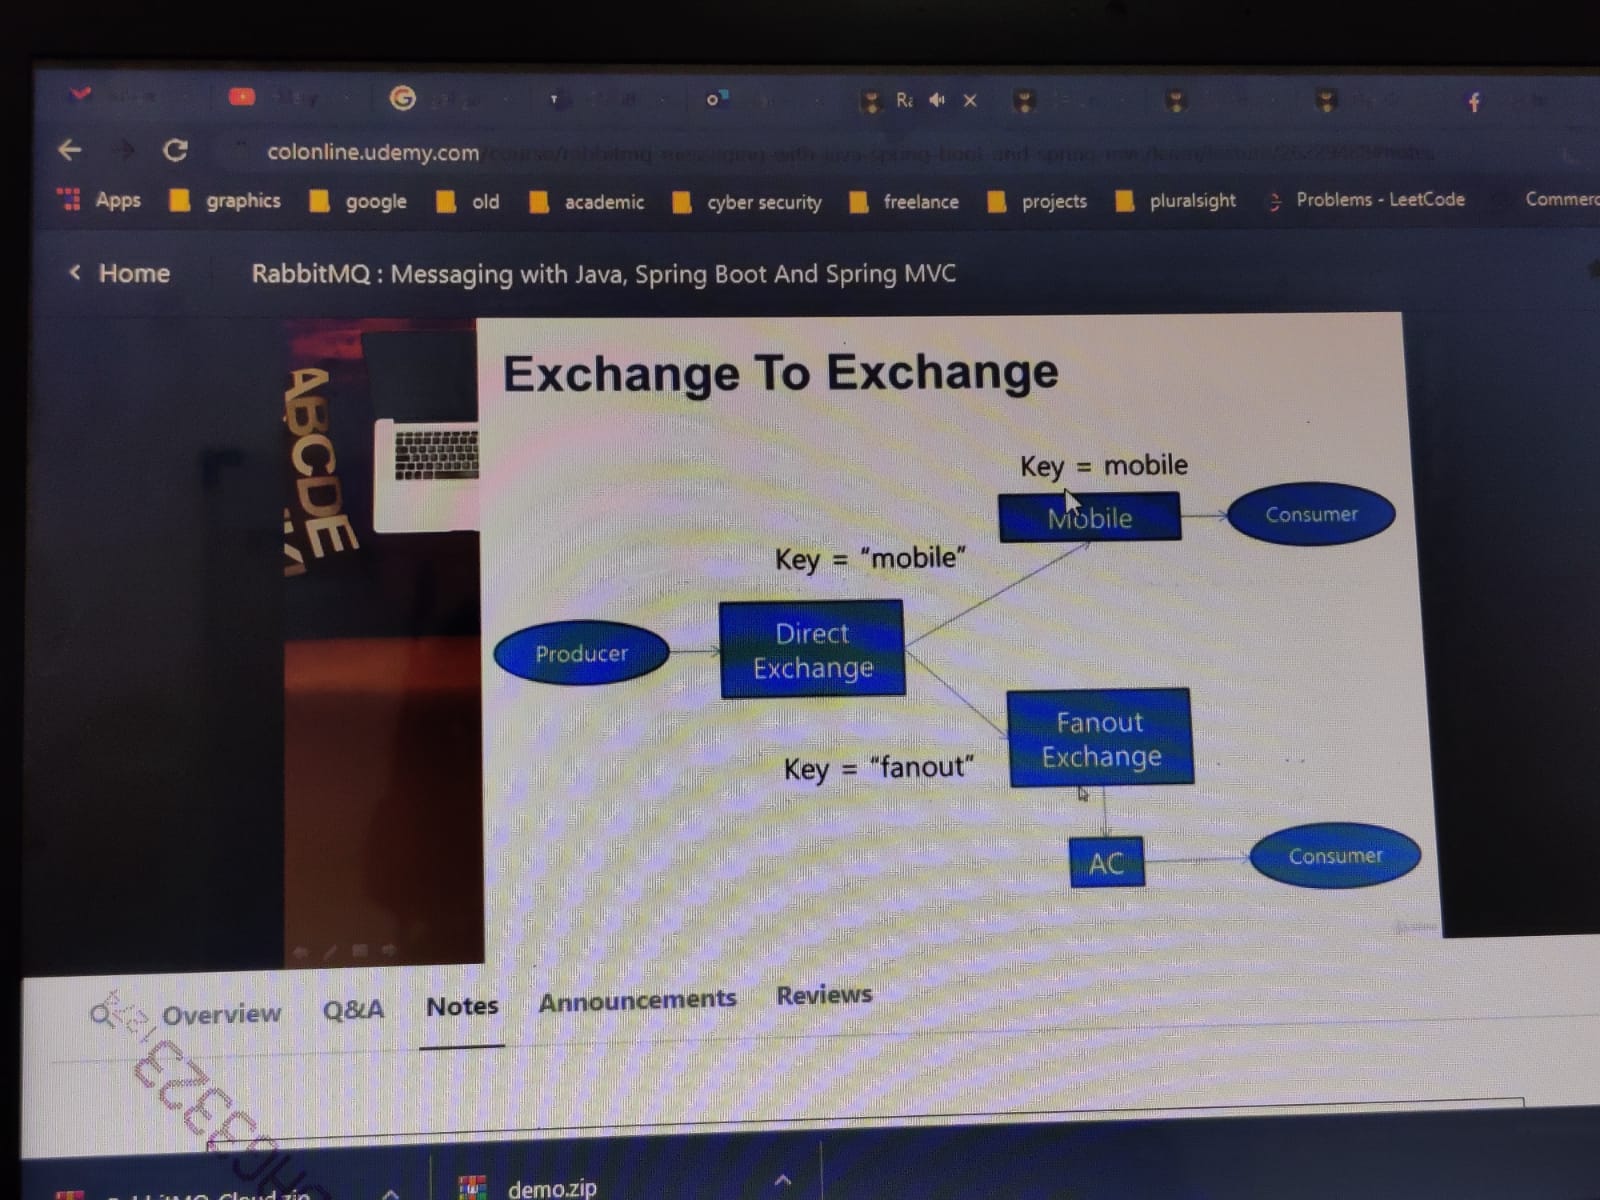 Ra
colonline.udemy.com
Apps graphics google old academic cyber security freelance projects pluralsight Problems - LeetCode Commerc
Home RabbitMQ : Messaging with Java, Spring Boot And Spring MVC
ABCDE
Exchange To Exchange
Key = mobile
Mobile
Consumer
Key = "mobile"
Direct
Exchange
Producer
Fanout
Exchange
Key = "fanout"
AC
Consumer
Overview Q&A Notes Announcements Reviews
demo.zip